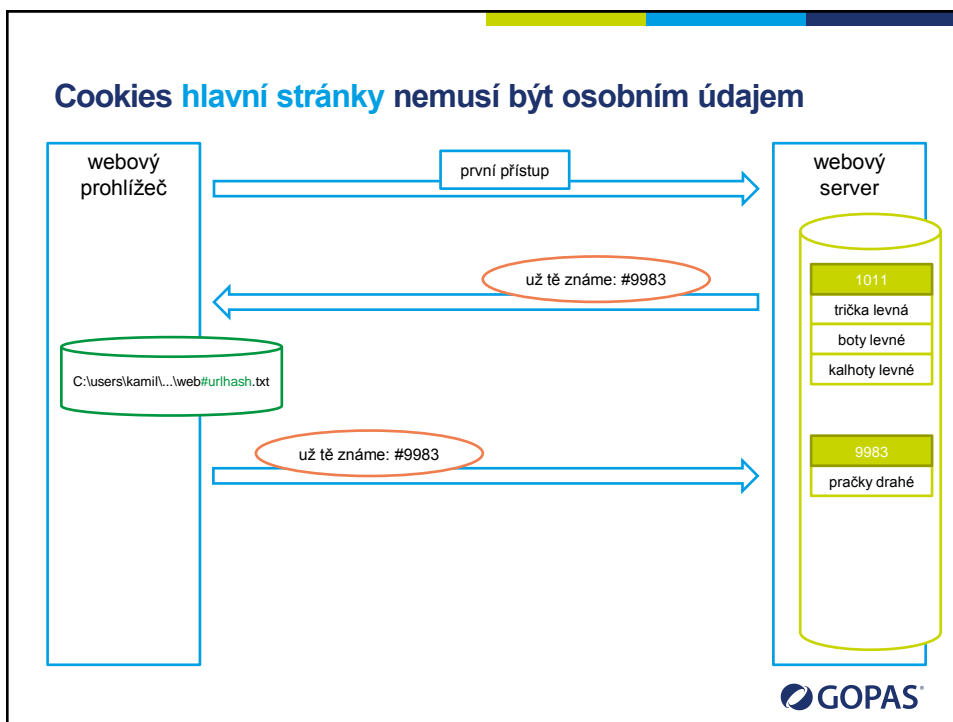 Cookies hlavní stránky nemusí být osobním údajem
webový
prohlížeč
první přístup
webový
server
už tě známe: #9983
1011
trička levná
boty levné
kalhoty levné
C:\users\kamil\...\web#urlhash.txt
už tě známe: #9983
9983
pračky drahé
GOPAS®